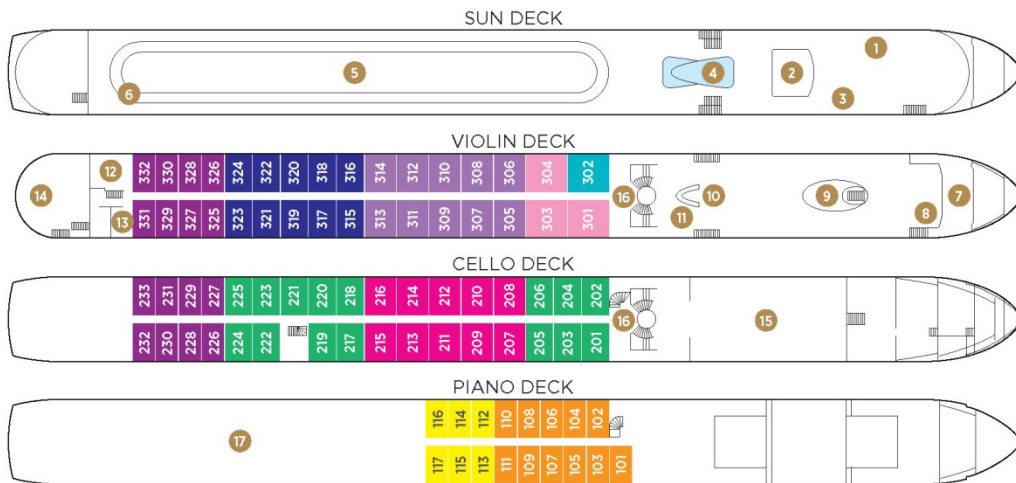 SUN DECK
1
5 4 2
6 3
VIOLIN DECK
12 332 330 328 326 324 322 320 318 316 314 312 310 308 306 304 302
14 16 10 9 7
13 331 329 327 325 323 321 319 317 315 313 311 309 307 305 303 301 11 8
CELLO DECK
233 231 229 227 225 223 221 220 218 216 214 212 210 208 206 204 202
16 15
232 230 228 226 224 222 219 217 215 213 211 209 207 205 203 201
PIANO DECK
116 114 112 110 108 106 104 102
17
117 115 113 111 109 107 105 103 101